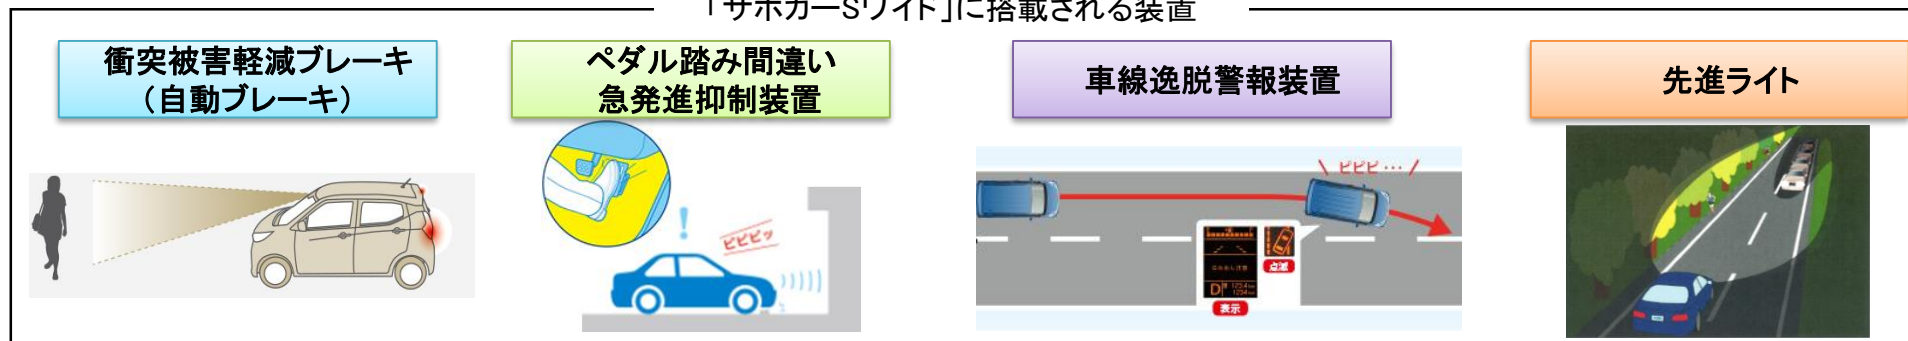 「サポカーSワイド」に搭載される装置
衝突被害軽減ブレーキ
（自動ブレーキ）
ペダル踏み間違い
急発進抑制装置
車線逸脱警報装置
先進ライト
ピピピッ
ピピピ…
点滅
D
表示